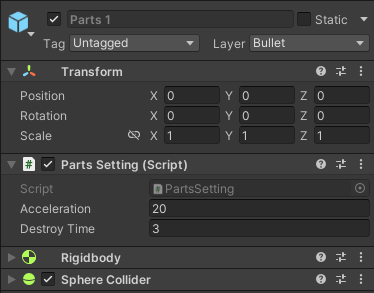 Parts 1 Static
Tag Untagged Layer Bullet
Transform
Position X 0 Y 0 Z 0
Rotation X 0 Y 0 Z 0
Scale X 1 Y 1 Z 1
# Parts Setting (Script)
Script # PartsSetting
Acceleration 20
Destroy Time 3
Rigidbody
Sphere Collider